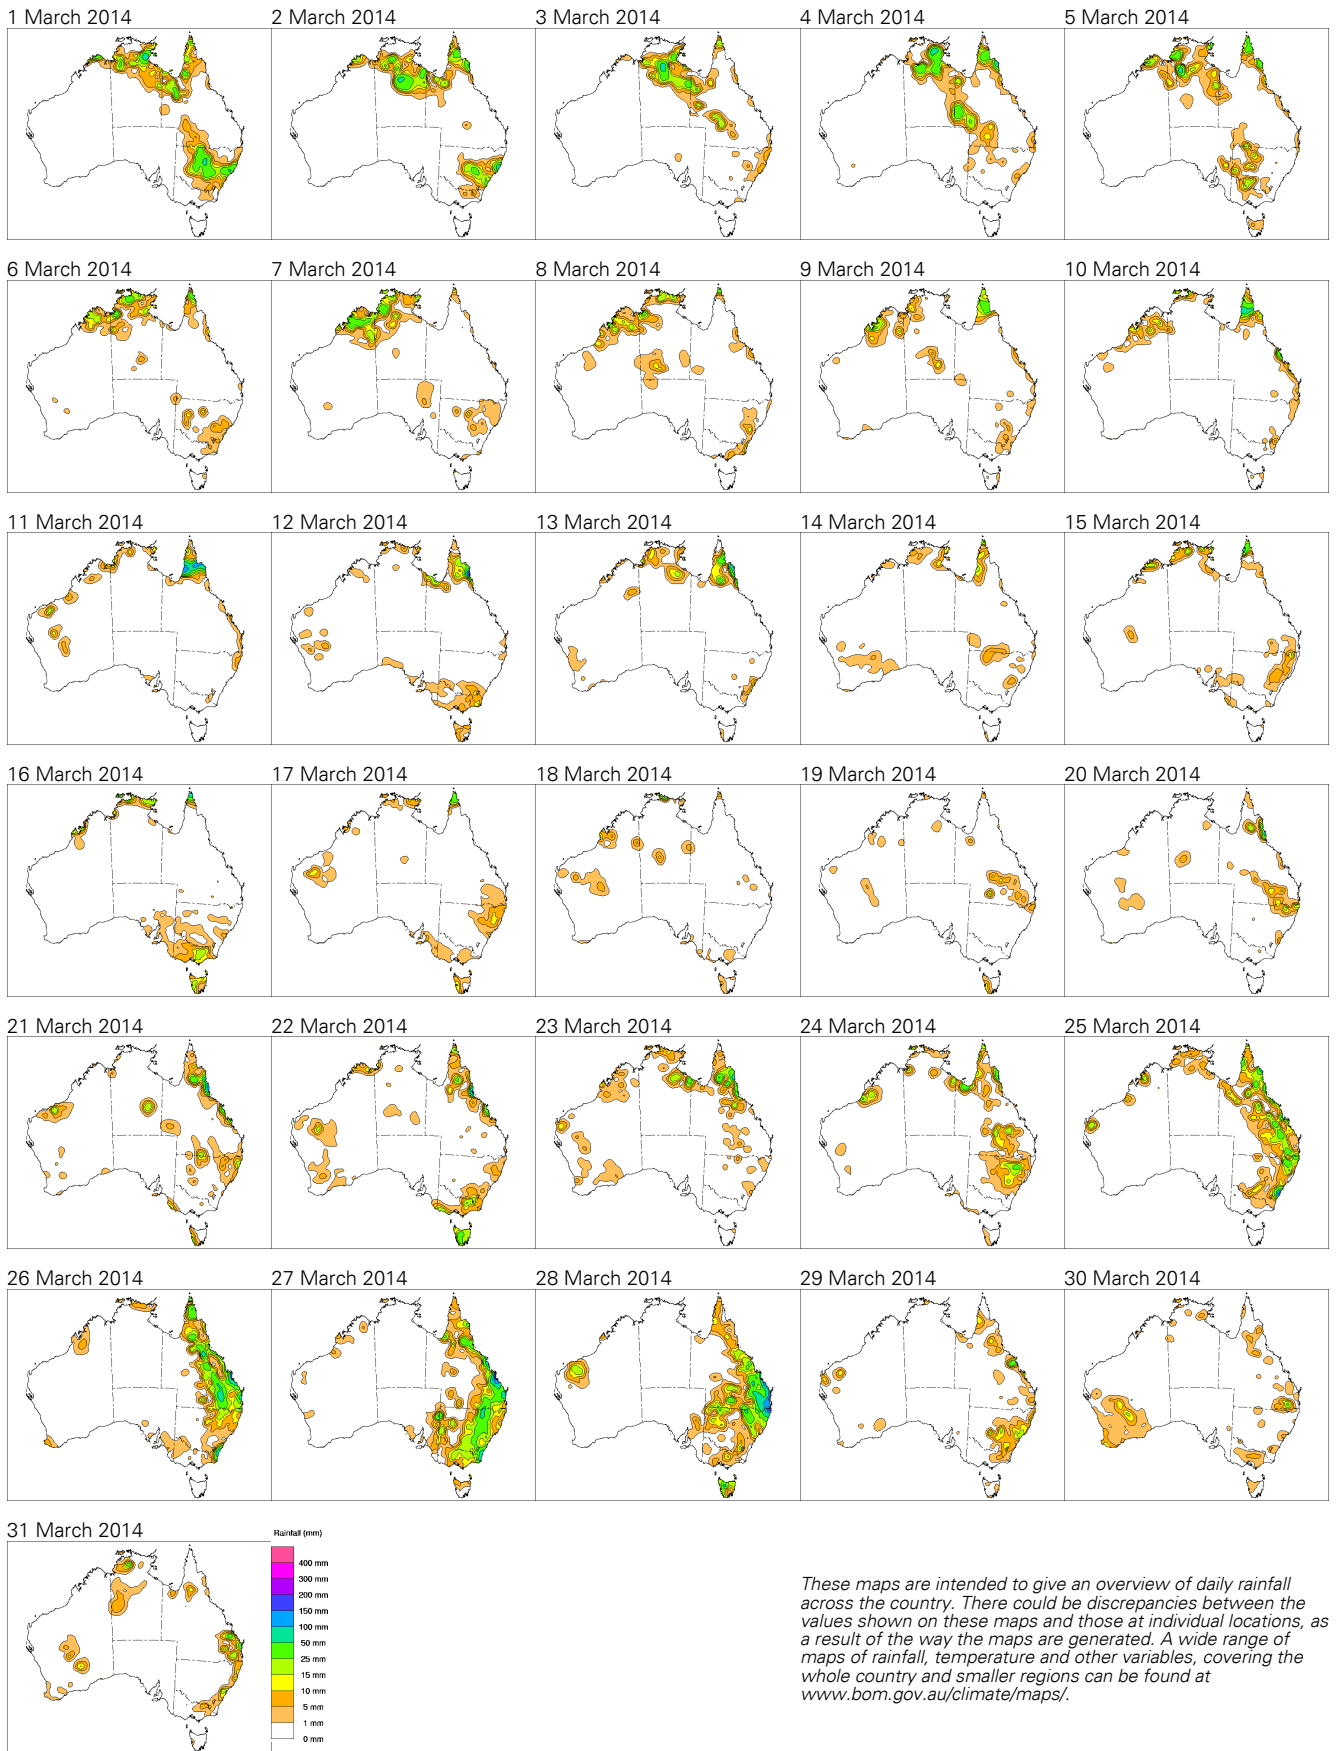 1 March 2014
2 March 2014
3 March 2014
4 March 2014
5 March 2014
6 March 2014
7 March 2014
8 March 2014
9 March 2014
10 March 2014
11 March 2014
12 March 2014
13 March 2014
14 March 2014
15 March 2014
16 March 2014
17 March 2014
18 March 2014
19 March 2014
20 March 2014
21 March 2014
22 March 2014
23 March 2014
24 March 2014
25 March 2014
26 March 2014
27 March 2014
28 March 2014
29 March 2014
30 March 2014
31 March 2014
Rainfall (mm)
400 mm
300 mm
200 mm
150 mm
100 mm
50 mm
25 mm
15 mm
10 mm
5 mm
1 mm
0 mm
These maps are intended to give an overview of daily rainfall
across the country. There could be discrepancies between the
values shown on these maps and those at individual locations, as
a result of the way the maps are generated. A wide range of
maps of rainfall, temperature and other variables, covering the
whole country and smaller regions can be found at
www.bom.gov.au/climate/maps/.